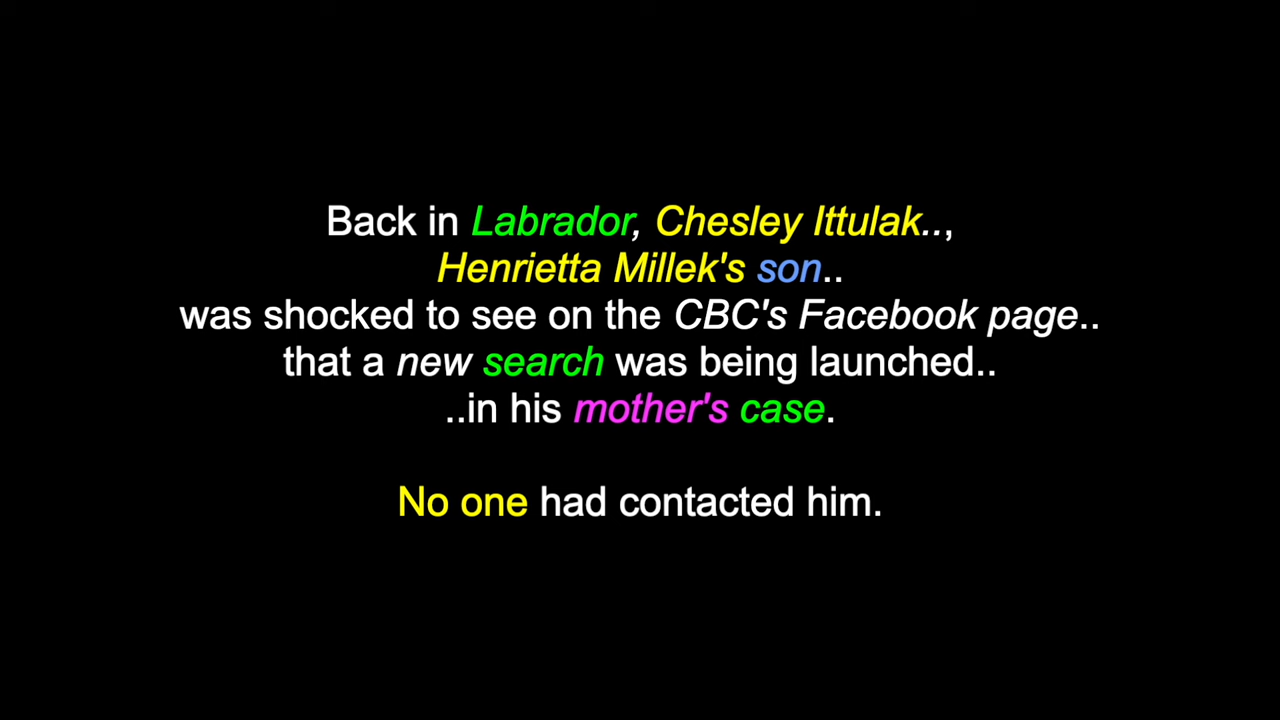 Back in Labrador, Chesley Ittulak..,
Henrietta Millek's son..
was shocked to see on the CBC's Facebook page..
that a new search was being launched..
..in his mother's case.
No one had contacted him.